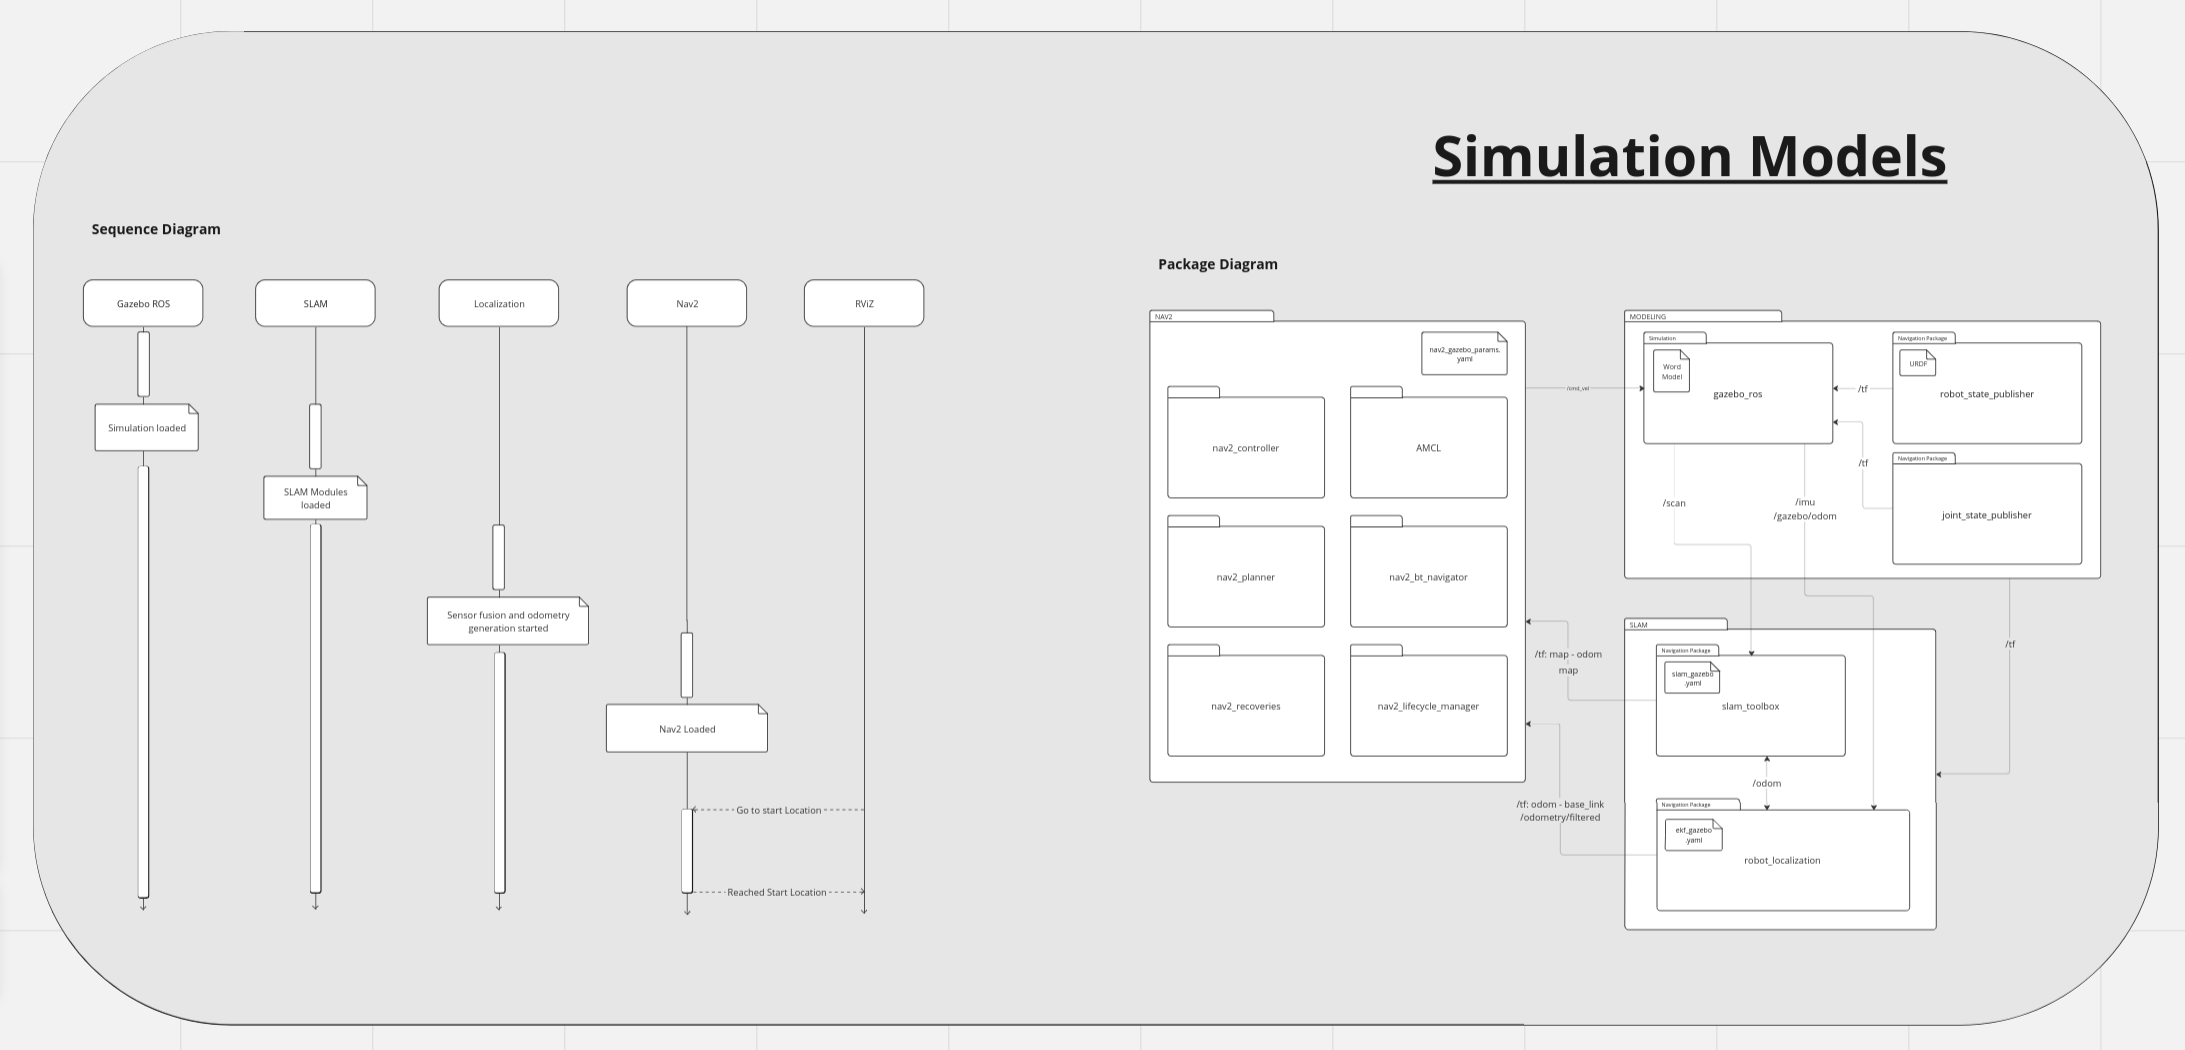 Simulation Models
Sequence Diagram
Gazebo ROS
SLAM
Localization
Nav2
RViZ
Simulation loaded
SLAM Modules
loaded
Sensor fusion and odometry
generation started
Nav2 Loaded
Go to start Location
Reached Start Location
Package Diagram
NAV2
nav2_gazebo_params.
yaml
nav2_controller
AMCL
nav2_planner
nav2_bt_navigator
nav2_recoveries
nav2_lifecycle_manager
/cmd_vel
MODELING
Simulation
Word
Model
gazebo_ros
/tf
Navigation Package
URDF
robot_state_publisher
/tf
Navigation Package
joint_state_publisher
/scan
/imu
/gazebo/odom
/tf
/tf: map - odom
map
SLAM
Navigation Package
slam_gazebo
.yaml
slam_toolbox
/odom
/tf: odom - base_link
/odometry/filtered
Navigation Package
ekf_gazebo
.yaml
robot_localization